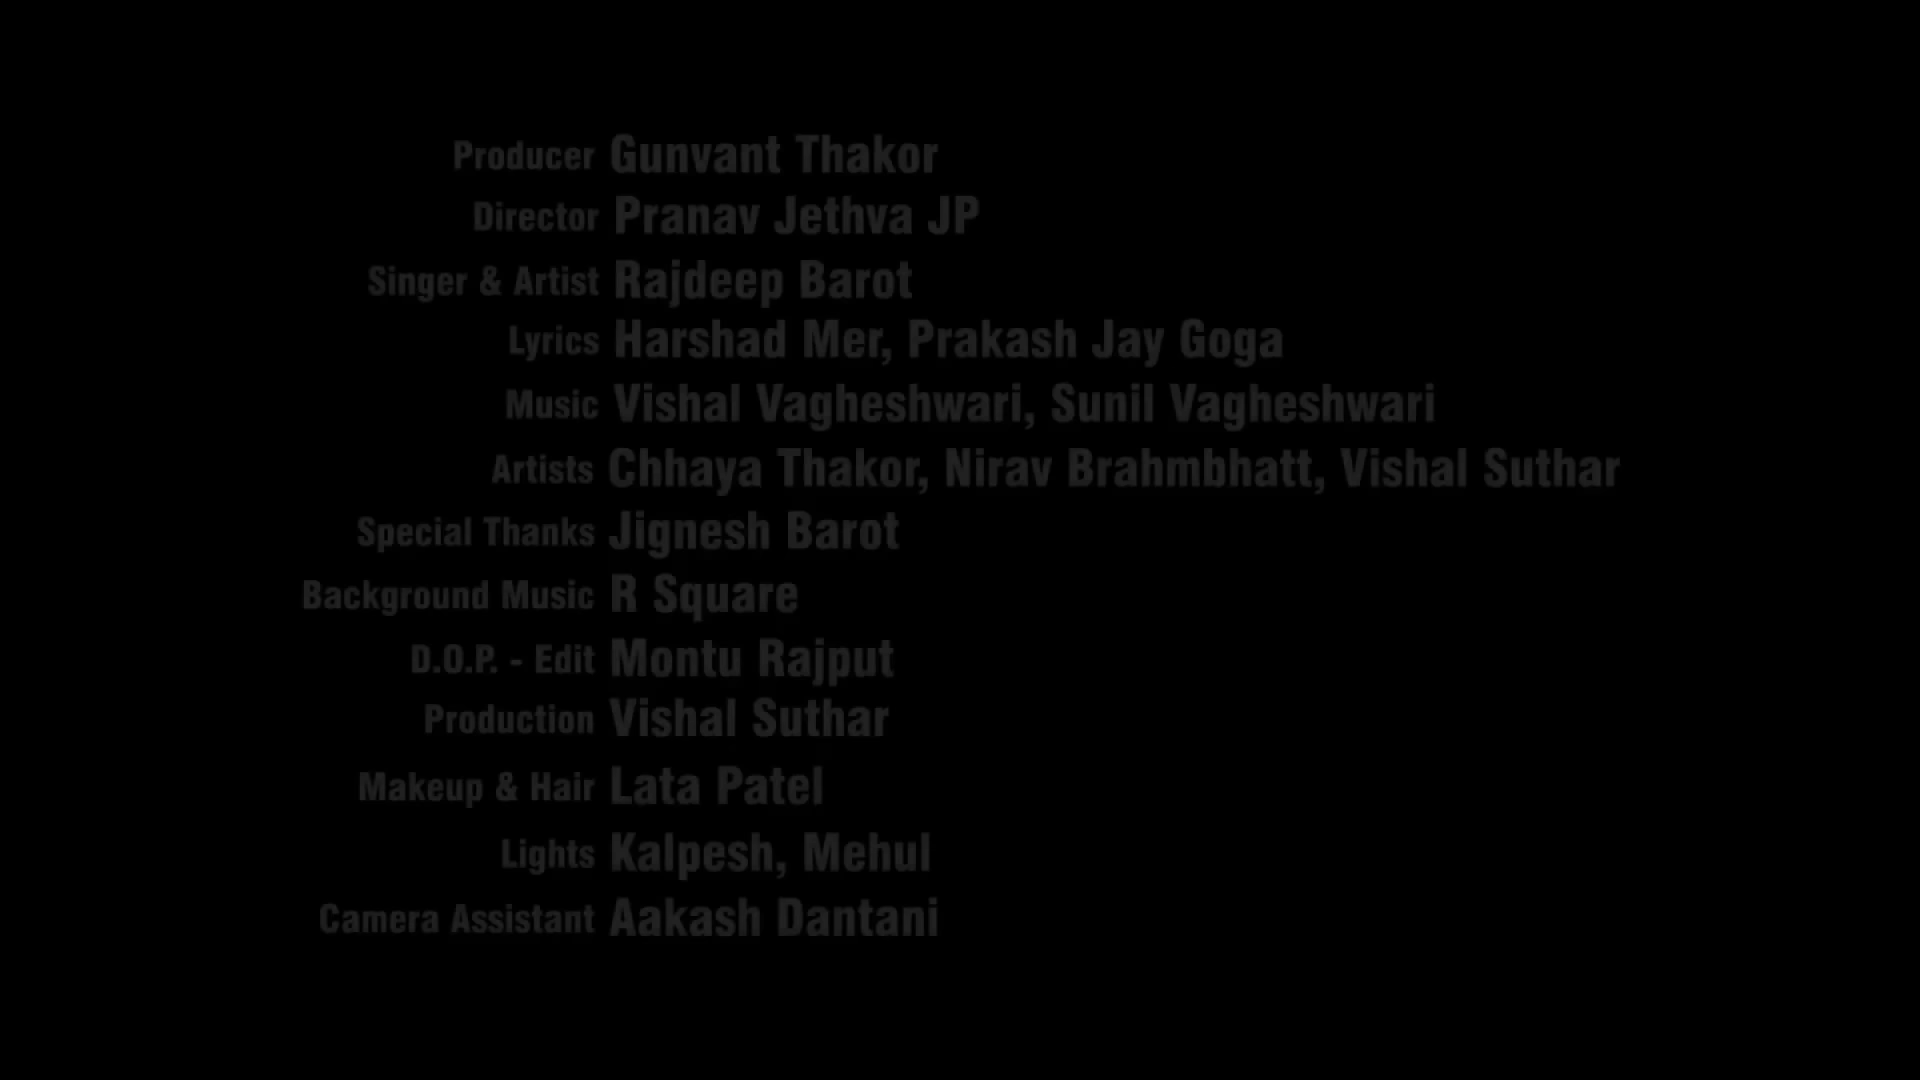 Producer Gunvant Thakor
Director Pranav Jethva JP
Singer & Artist Rajdeep Barot
Lyrics Harshad Mer, Prakash Jay Goga
Music Vishal Vagheshwari, Sunil Vagheshwari
Artists Chhaya Thakor, Nirav Brahmbhatt, Vishal Suthar
Special Thanks Jignesh Barot
Background Music R Square
D.O.P. - Edit Montu Rajput
Production Vishal Suthar
Makeup & Hair Lata Patel
Lights Kalpesh, Mehul
Camera Assistant Aakash Dantani